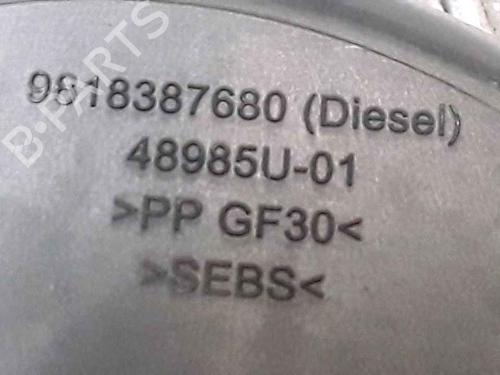 B-PARTS
9818387680 (Diesel)
48985U-01
>PP GF30<
>SEBS<